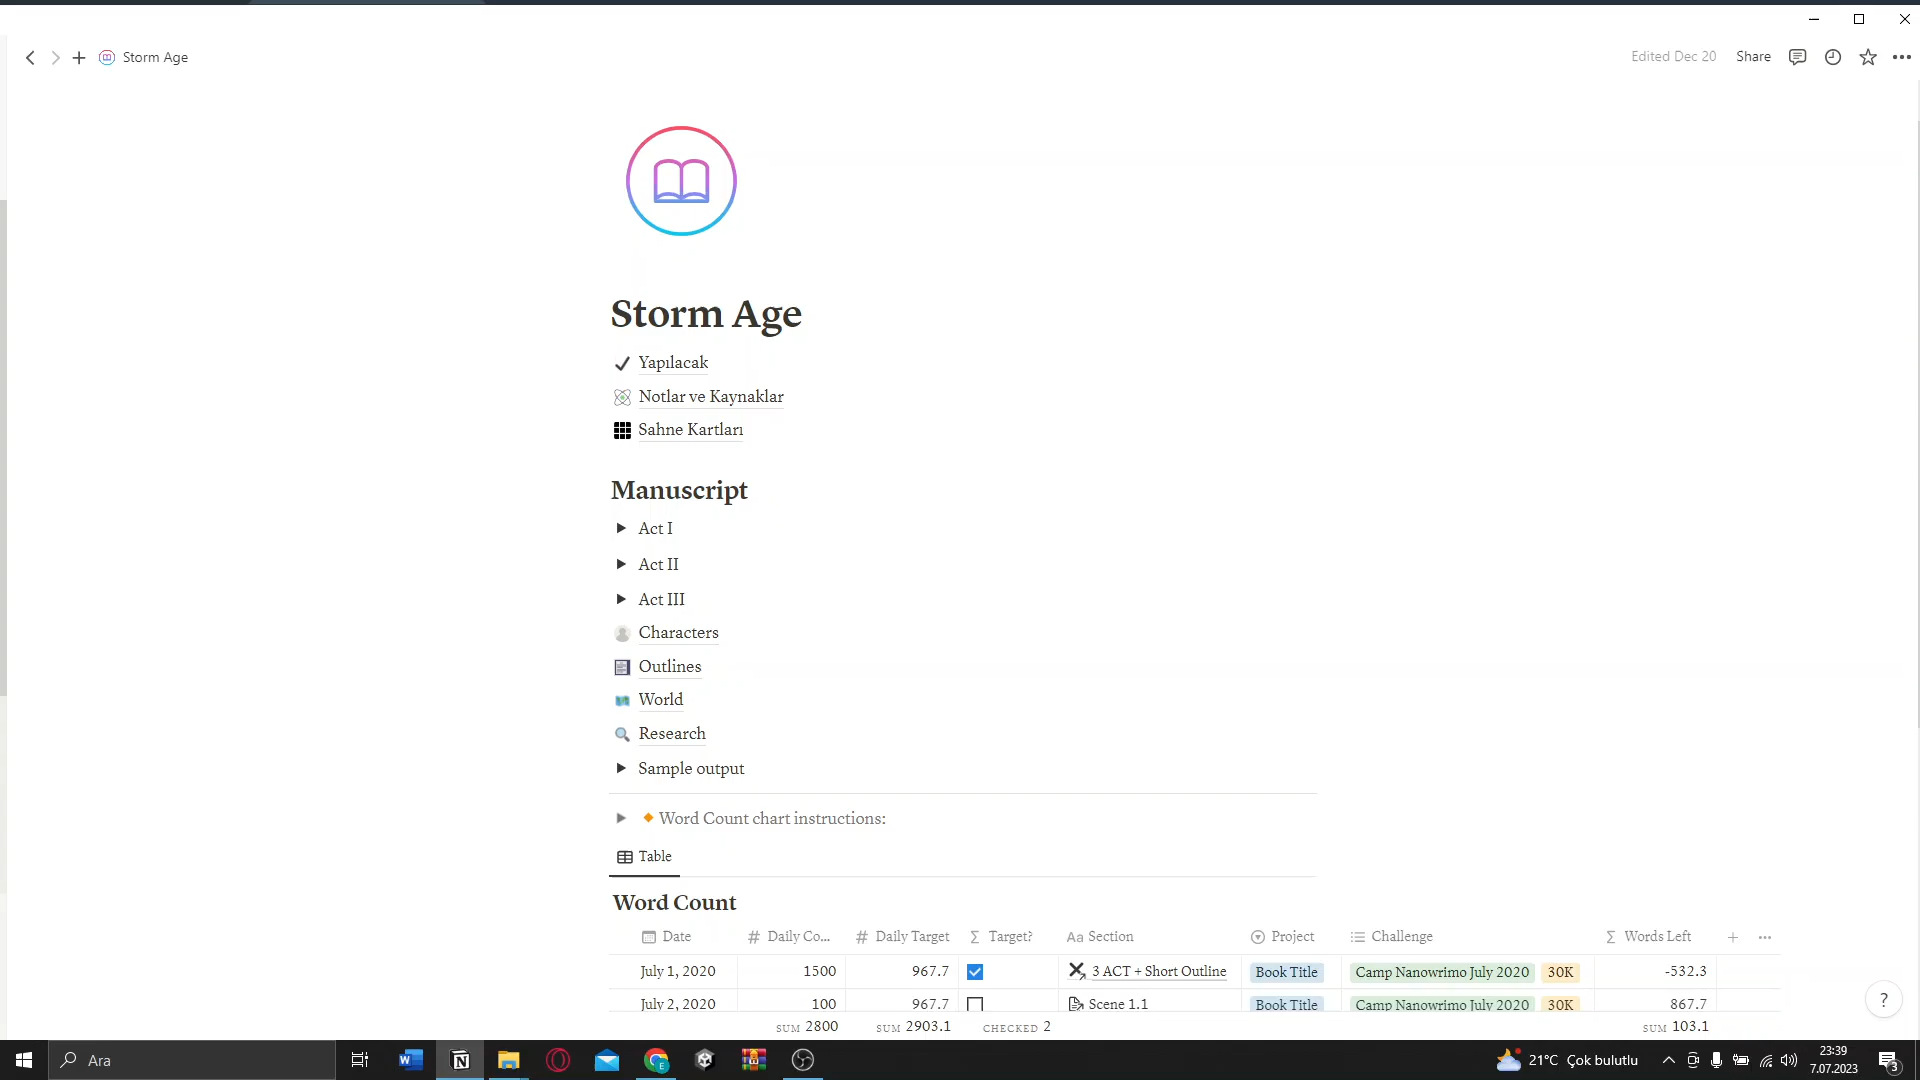 Storm Age
Edited Dec 20
Share
Storm Age
Yapılacak
Notlar ve Kaynaklar
Sahne Kartları
Manuscript
Act I
Act II
Act III
Characters
Outlines
World
Research
Sample output
Word Count chart instructions:
Table
Word Count
Date # Daily Co... # Daily Target Σ Target? Aa Section Project Challenge Σ Words Left
July 1, 2020 1500 967.7 3 ACT + Short Outline Book Title Camp Nanowrimo July 2020 30K -532.3
July 2, 2020 100 967.7 Scene 1.1 Book Title Camp Nanowrimo July 2020 30K 867.7
SUM 2800 SUM 2903.1 CHECKED 2 SUM 103.1
?
Ara
21°C Çok bulutlu
23:39
7.07.2023
3